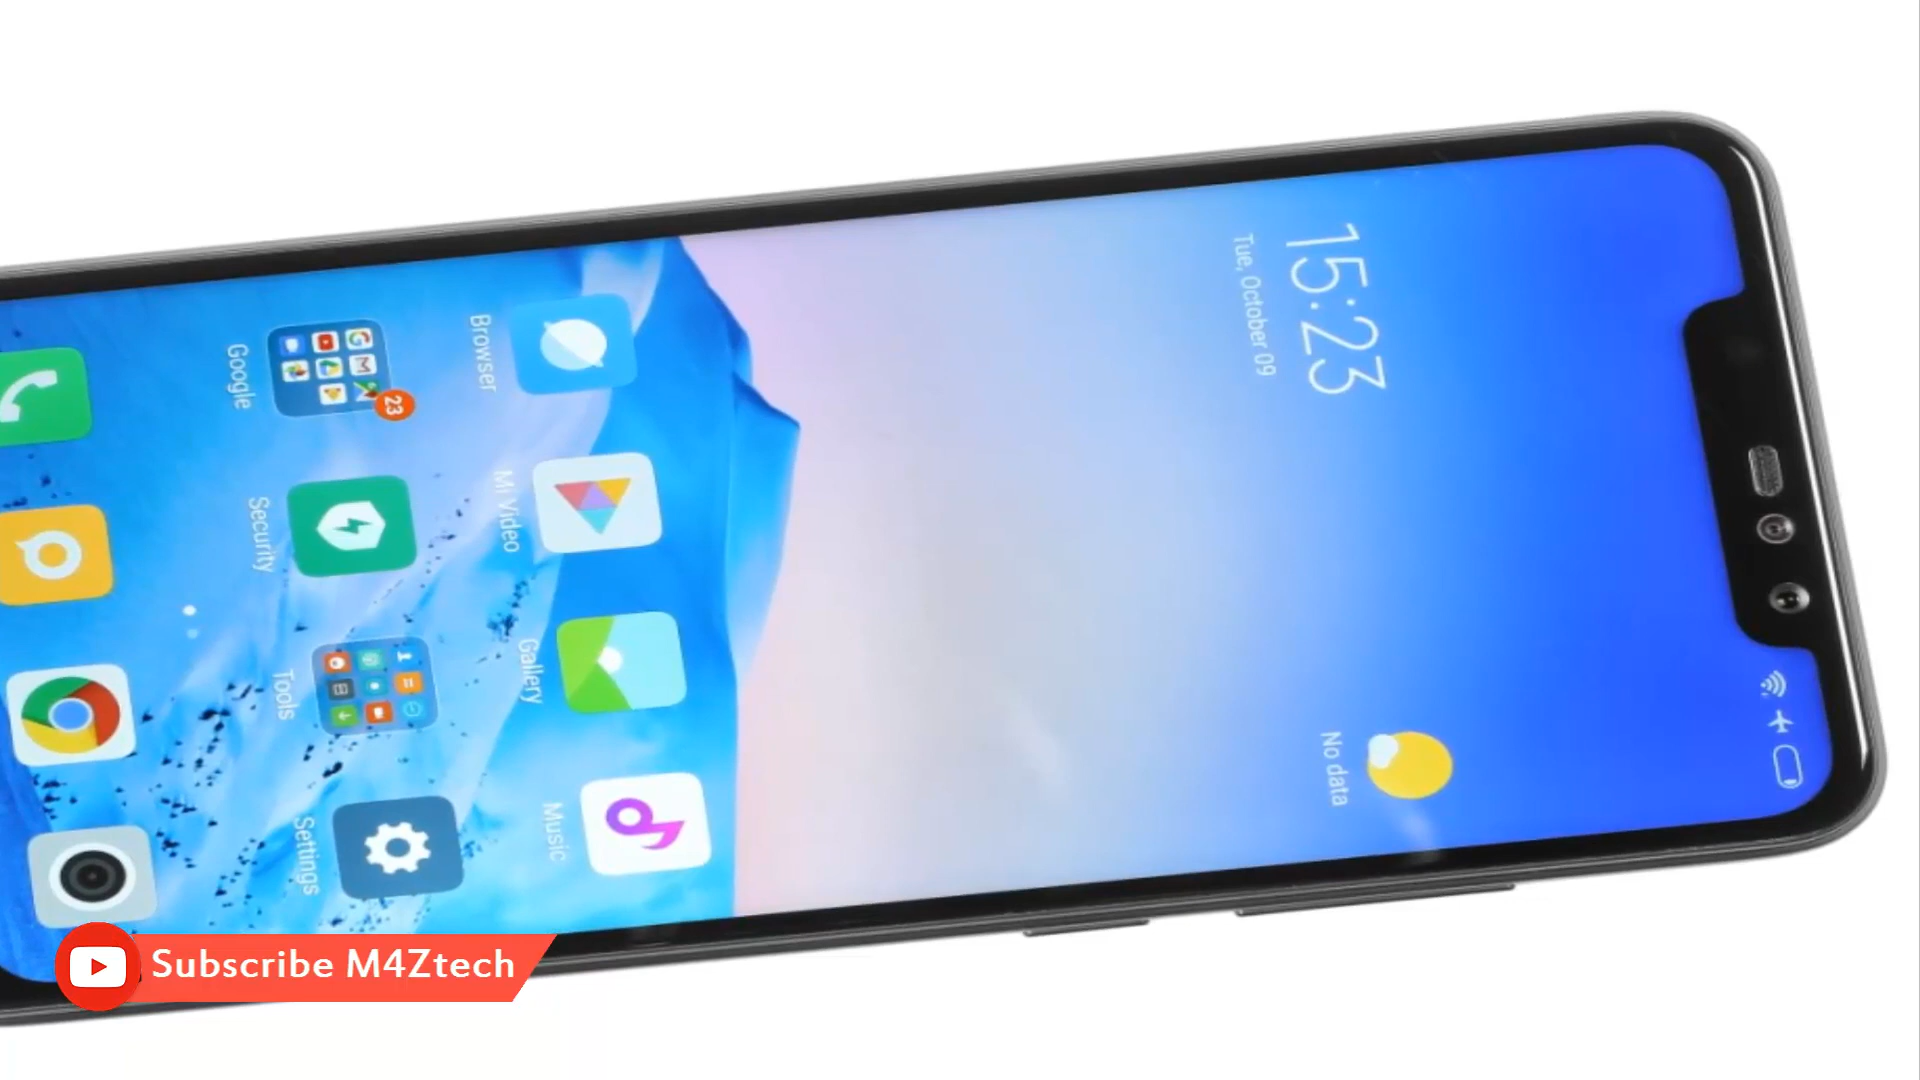 15:23
Tue, October 09
No data
Browser
Mi Video
Gallery
Music
Google
23
Security
Tools
Settings
Subscribe M4Ztech